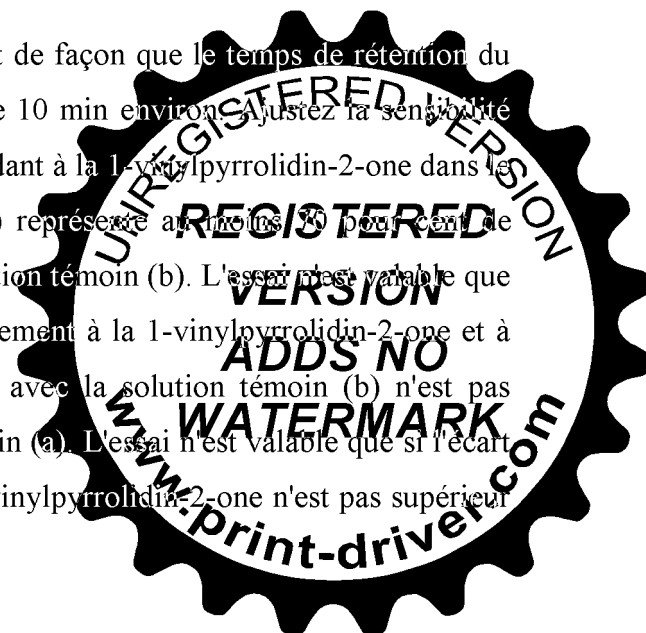 t de façon que le temps de rétention du
e 10 min environ. Ajustez la sensibilité
dant à la 1-vinylpyrrolidin-2-one dans le
) représente au moins 70 pour cent de
tion témoin (b). L'essai n'est valable que
ement à la 1-vinylpyrrolidin-2-one et à
avec la solution témoin (b) n'est pas
in (a). L'essai n'est valable que si l'écart
vinylpyrrolidin-2-one n'est pas supérieur
UNREGISTERED VERSION
REGISTERED
VERSION
ADDS NO
WATERMARK
www.print-driver.com